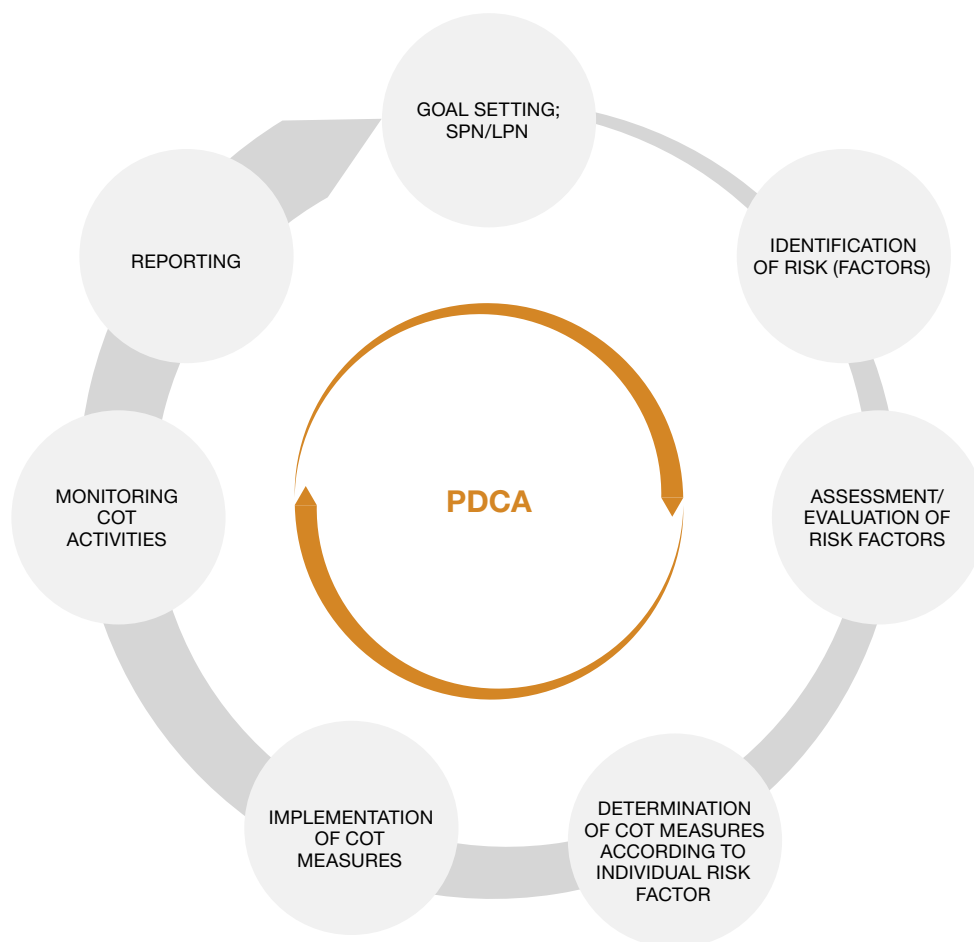 GOAL SETTING;
SPN/LPN
IDENTIFICATION
OF RISK (FACTORS)
ASSESSMENT/
EVALUATION OF
RISK FACTORS
DETERMINATION
OF COT MEASURES
ACCORDING TO
INDIVIDUAL RISK
FACTOR
IMPLEMENTATION
OF COT
MEASURES
MONITORING
COT
ACTIVITIES
REPORTING
PDCA